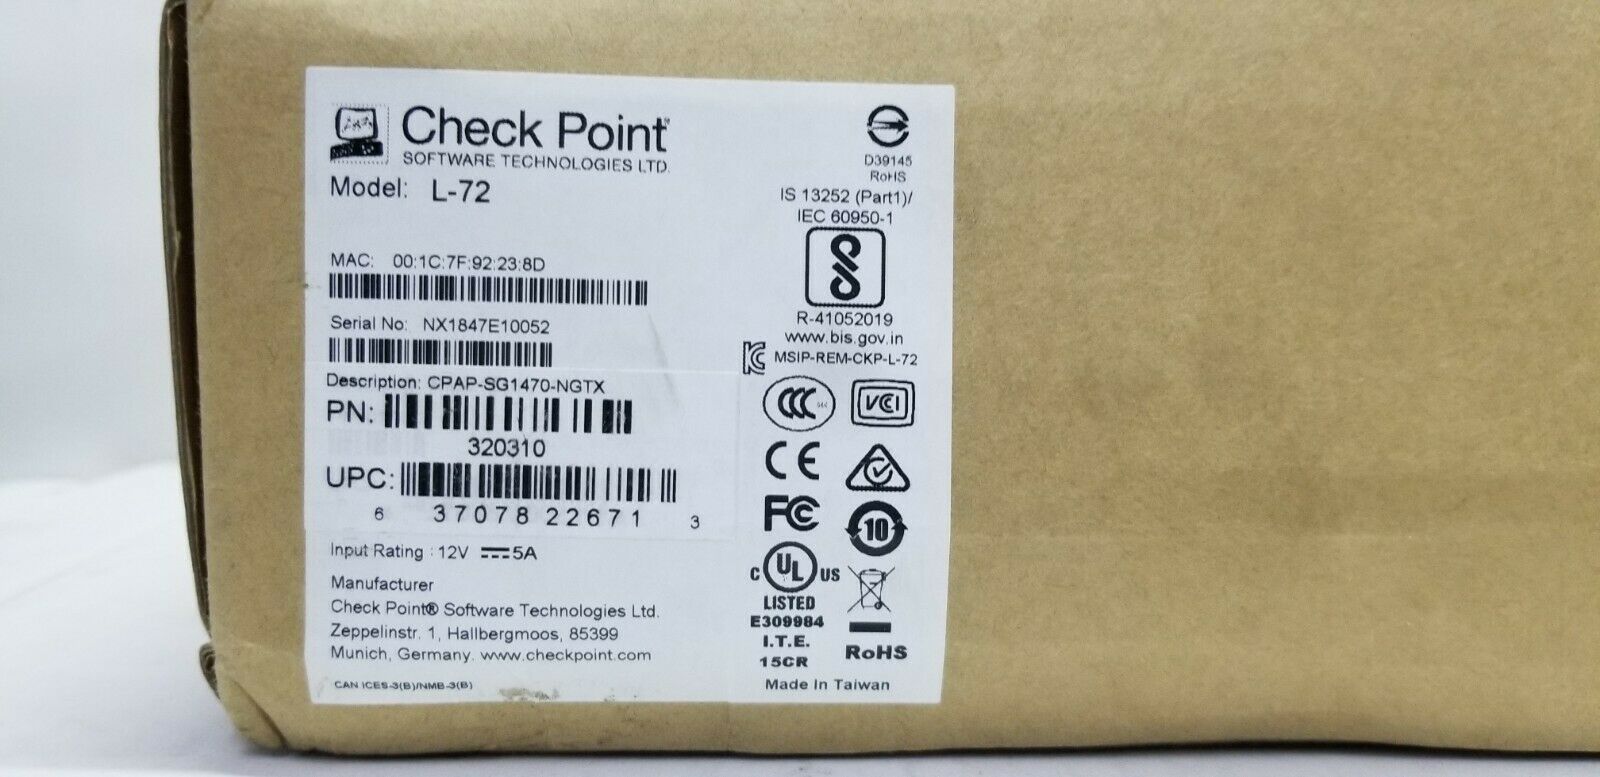 Check Point
SOFTWARE TECHNOLOGIES LTD.
Model: L-72
MAC: 00:1C:7F:92:23:8D
Serial No: NX1847E10052
Description: CPAP-SG1470-NGTX
PN:
320310
UPC:
6 37078 22671 3
Input Rating : 12V 5A
Manufacturer
Check Point® Software Technologies Ltd.
Zeppelinstr. 1, Hallbergmoos, 85399
Munich, Germany. www.checkpoint.com
CAN ICES-3(B)/NMB-3(B)
D39145
RoHS
IS 13252 (Part1)/
IEC 60950-1
R-41052019
www.bis.gov.in
MSIP-REM-CKP-L-72
CCC
VCI
CE
FC
10
C UL US
LISTED
E309984
I.T.E.
15CR
RoHS
Made In Taiwan